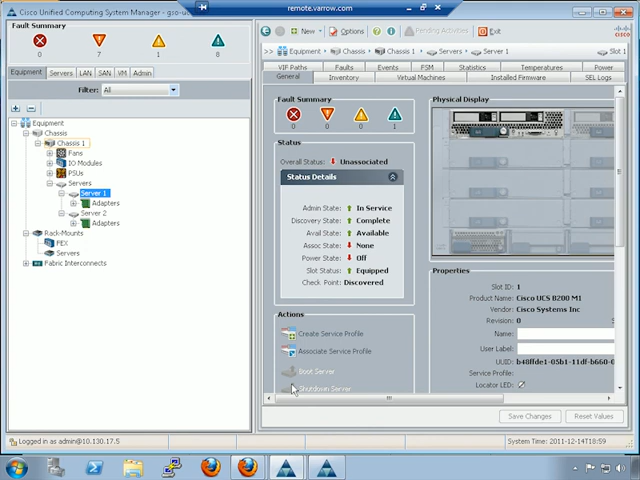 remote.varrow.com
Cisco Unified Computing System Manager - gso-uc
Fault Summary
0
7
1
8
Equipment Servers LAN SAN VM Admin
Filter: All
Equipment
Chassis
Chassis 1
Fans
IO Modules
PSUs
Servers
Server 1
Adapters
Server 2
Adapters
Rack-Mounts
FEX
Servers
Fabric Interconnects
New
Options
Pending Activities
Exit
>> Equipment Chassis Chassis 1 Servers Server 1
Slot 1
VIF Paths Faults Events FSM Statistics Temperatures Power
General Inventory Virtual Machines Installed Firmware SEL Logs
Fault Summary
0 0 0 1
Status
Overall Status: Unassociated
Status Details
Admin State: In Service
Discovery State: Complete
Avail State: Available
Assoc State: None
Power State: Off
Slot Status: Equipped
Check Point: Discovered
Actions
Create Service Profile
Associate Service Profile
Boot Server
Shutdown Server
Physical Display
Properties
Slot ID: 1
Product Name: Cisco UCS B200 M1
Vendor: Cisco Systems Inc
Revision: 0
Name:
User Label:
UUID: b48ffde1-05b1-11df-b660-0
Service Profile:
Locator LED:
Save Changes
Reset Values
Logged in as admin@10.130.17.5
System Time: 2011-12-14T18:59